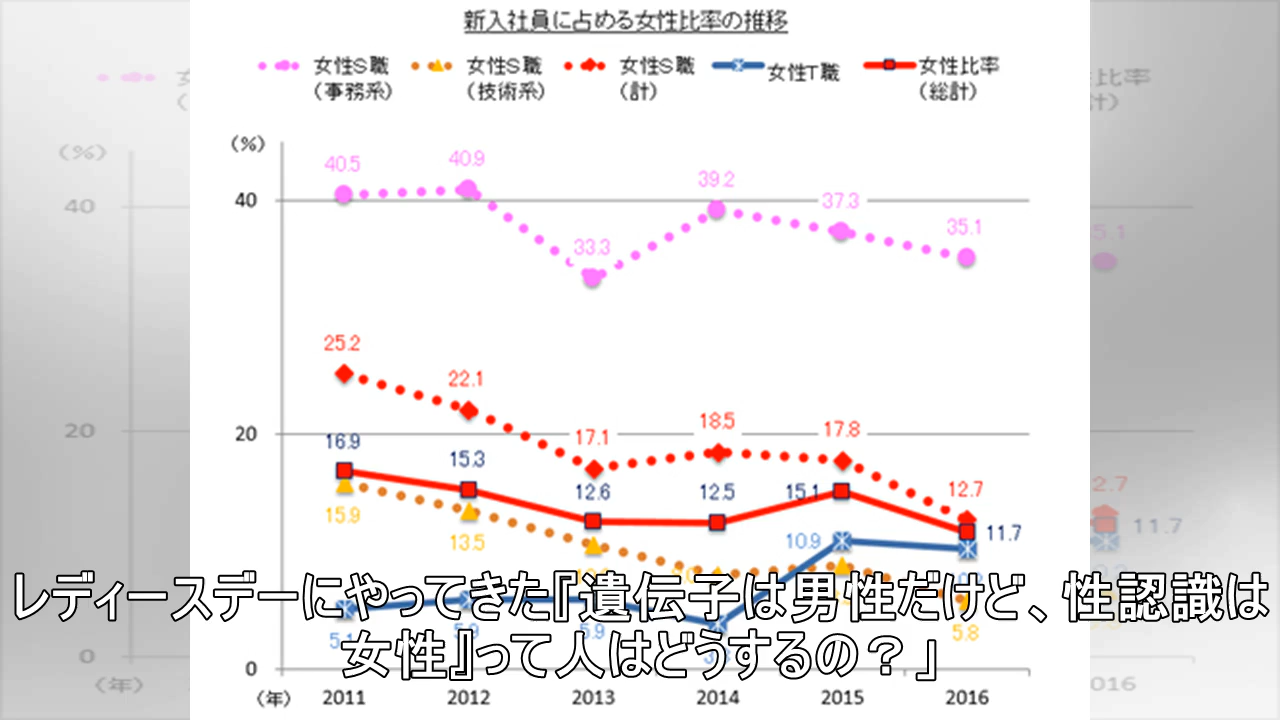 新入社員に占める女性比率の推移
女性S職 女性S職 女性S職 女性T職 女性比率
(事務系) (技術系) (計) (総計)
(%)
40.5 40.9 39.2 37.3 35.1
40
33.3
25.2 22.1 17.1 18.5 17.8 12.7
20
16.9 15.3 12.6 12.5 15.1 11.7
15.9 13.5 10.9
レディースデーにやってきた『遺伝子は男性だけど、性認識は
5.9 5.9 5.8
女性』って人はどうするの？」
0
(年) 2011 2012 2013 2014 2015 2016